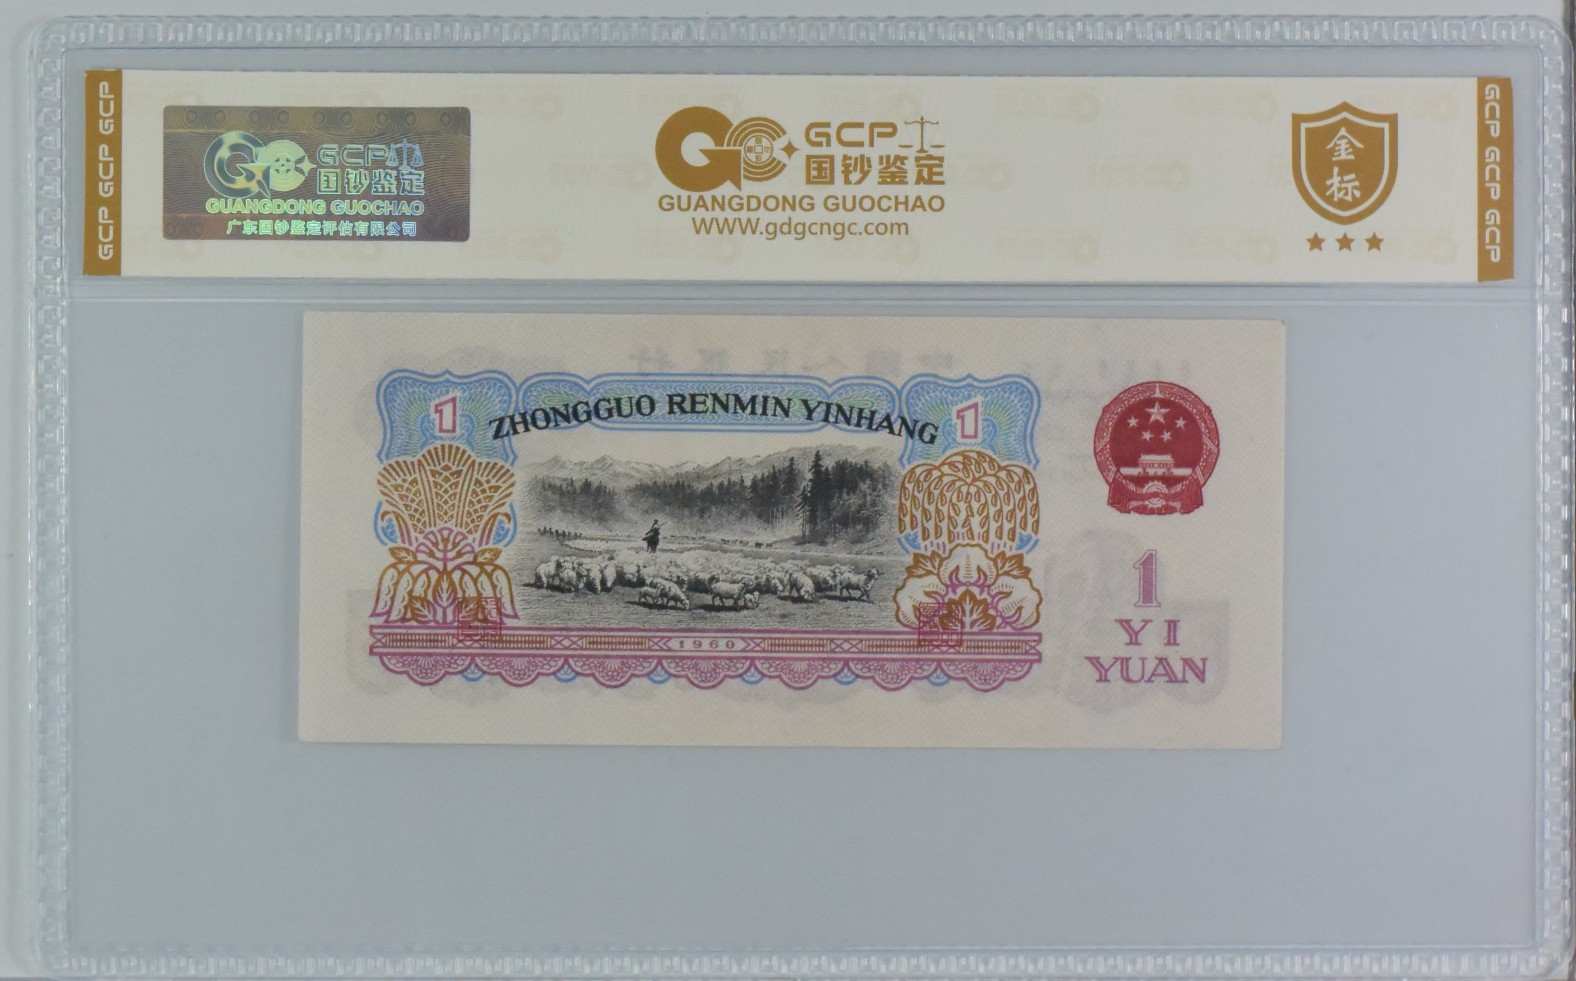 GCP GCP GCP
GCP
国钞鉴定
GUANGDONG GUOCHAO
广东国钞鉴定评估有限公司
GCP
国钞鉴定
GUANGDONG GUOCHAO
www.gdgcngc.com
金标
GCP GCP GCP
1
ZHONGGUO RENMIN YINHANG
1
1960
1
YI
YUAN